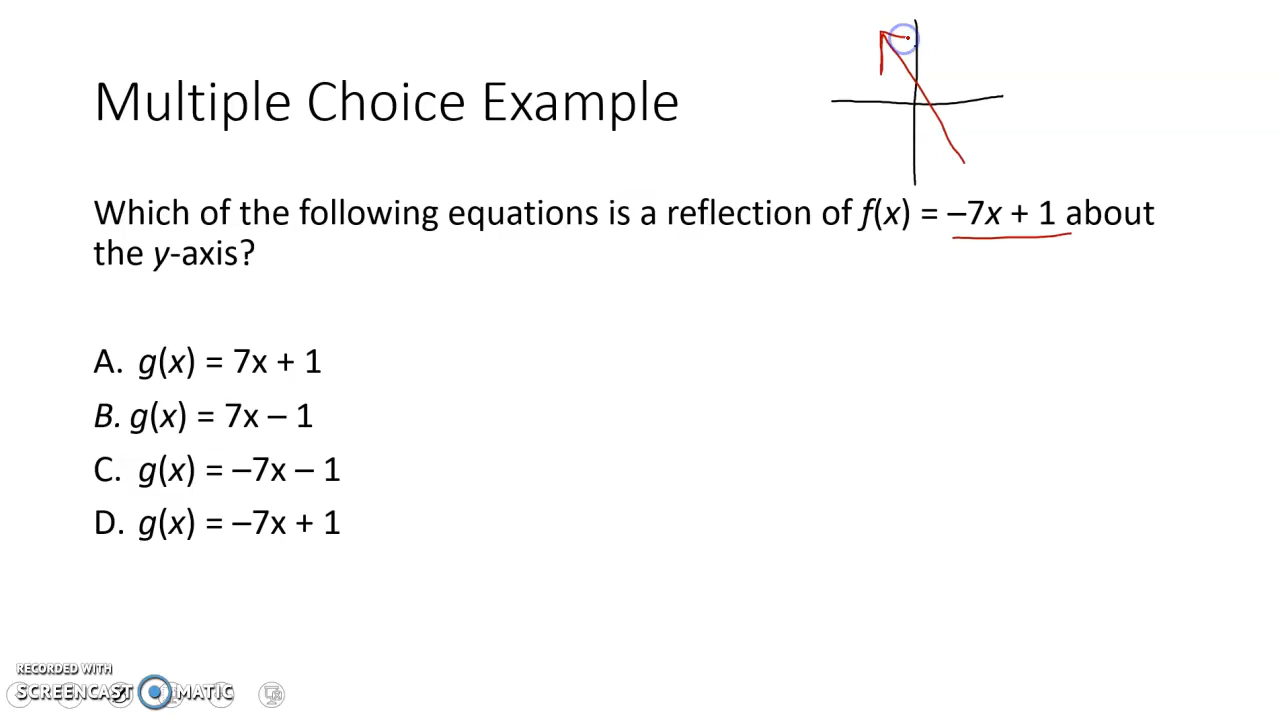 Multiple Choice Example
Which of the following equations is a reflection of f(x) = –7x + 1 about
the y-axis?
A. g(x) = 7x + 1
B. g(x) = 7x – 1
C. g(x) = –7x – 1
D. g(x) = –7x + 1
RECORDED WITH
SCREENCAST MATIC